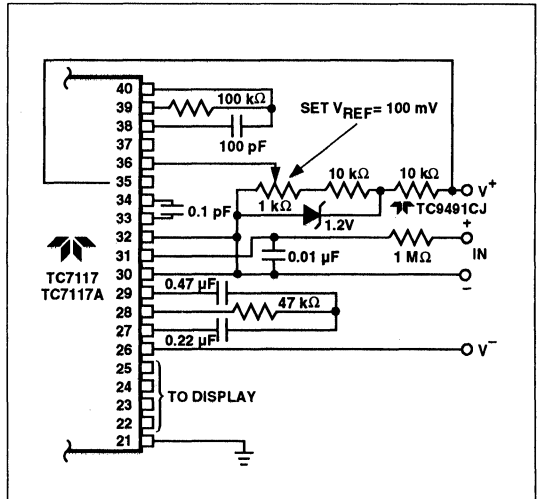 40
39
38
37
36
35
34
33
32
31
30
29
28
27
26
25
24
23
22
21
TC7117
TC7117A
100 kΩ
100 pF
SET VREF = 100 mV
10 kΩ
10 kΩ
V+
1 kΩ
TC9491CJ
1.2V
0.1 pF
+
IN
–
0.01 µF
1 MΩ
0.47 µF
47 kΩ
0.22 µF
V–
TO DISPLAY